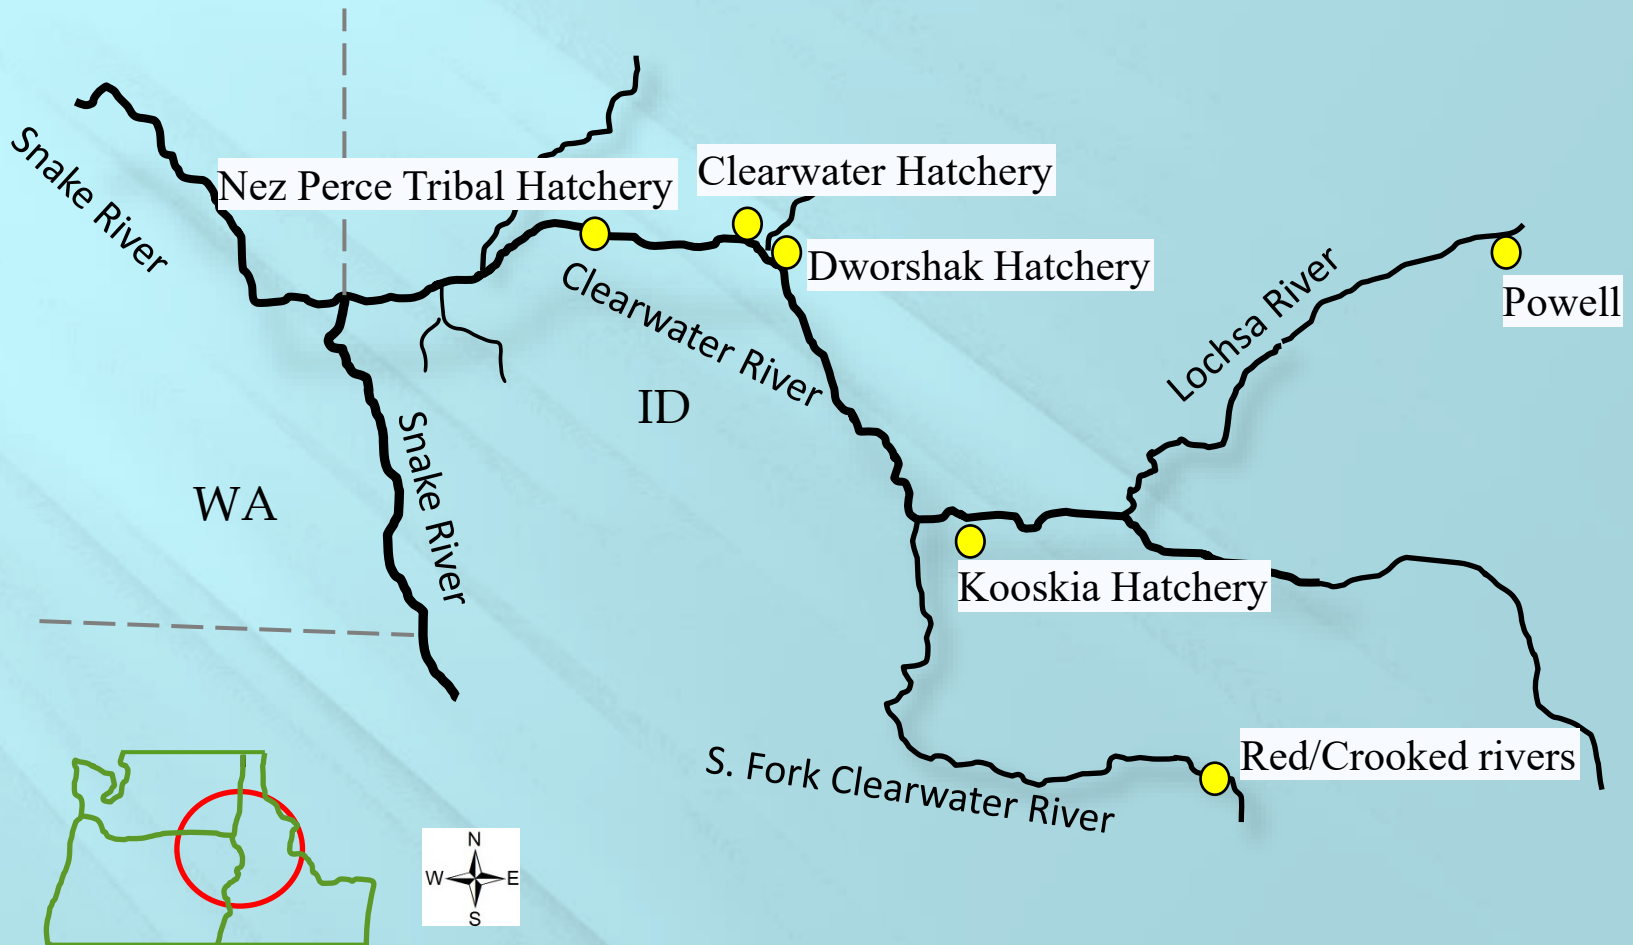 Snake River
Nez Perce Tribal Hatchery
Clearwater Hatchery
Dworshak Hatchery
Clearwater River
Lochsa River
Powell
ID
Snake River
WA
Kooskia Hatchery
S. Fork Clearwater River
Red/Crooked rivers
N
W
E
S